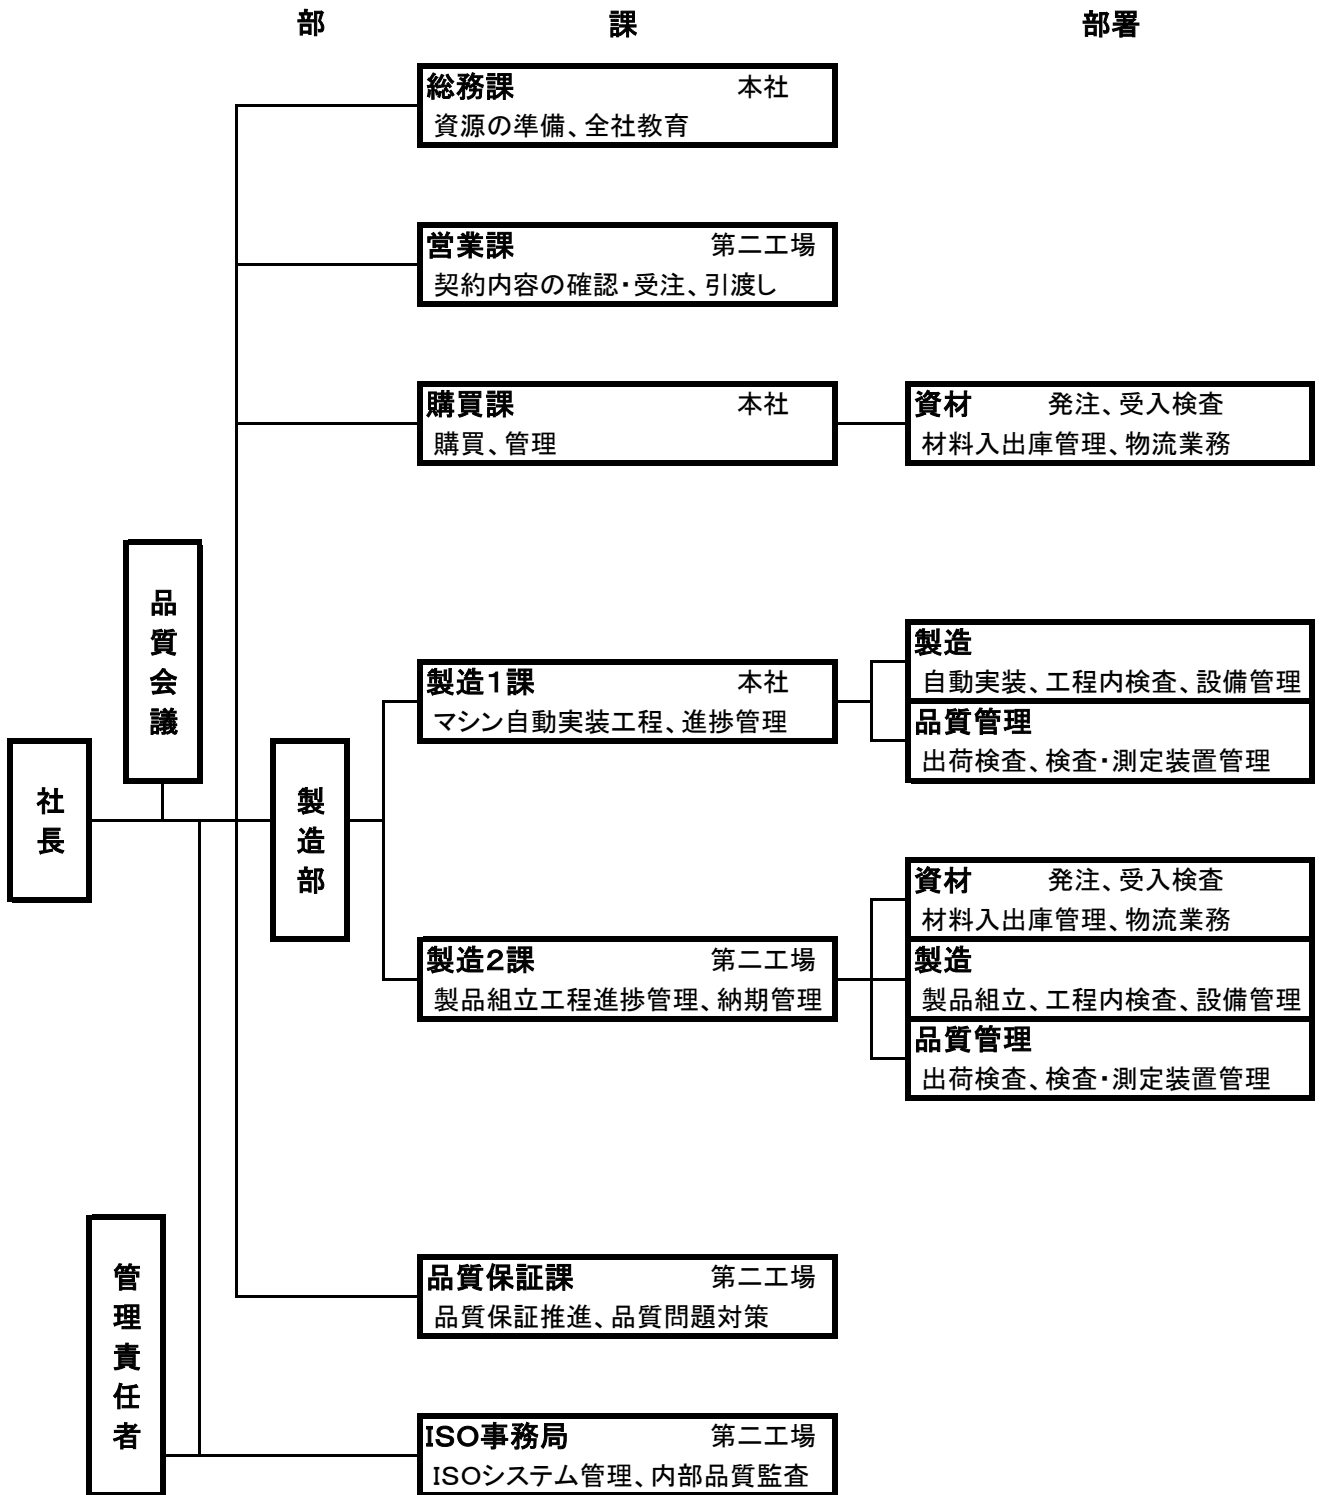 部 課 部署
総務課 本社
資源の準備、全社教育
営業課 第二工場
契約内容の確認・受注、引渡し
購買課 本社
購買、管理
資材 発注、受入検査
材料入出庫管理、物流業務
品質会議
製造
自動実装、工程内検査、設備管理
製造1課 本社
マシン自動実装工程、進捗管理
品質管理
出荷検査、検査・測定装置管理
社長
製造部
資材 発注、受入検査
材料入出庫管理、物流業務
製造2課 第二工場
製品組立工程進捗管理、納期管理
製造
製品組立、工程内検査、設備管理
品質管理
出荷検査、検査・測定装置管理
管理責任者
品質保証課 第二工場
品質保証推進、品質問題対策
ISO事務局 第二工場
ISOシステム管理、内部品質監査